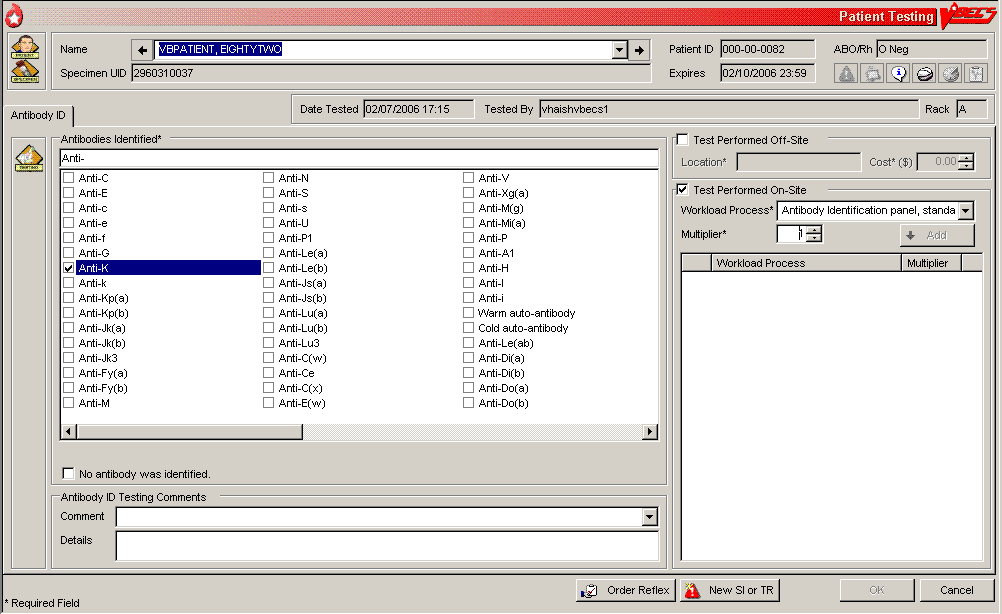 Patient Testing VBECS
Name VBPATIENT, EIGHTYTWO Patient ID 000-00-0082 ABO/Rh O Neg
PATIENT
Specimen UID 2960310037 Expires 02/10/2006 23:59
SPECIMEN
Antibody ID Date Tested 02/07/2006 17:15 Tested By vhaishvbecs1 Rack A
TESTING
Antibodies Identified*
Anti-
Anti-C Anti-N Anti-V
Anti-E Anti-S Anti-Xg(a)
Anti-c Anti-s Anti-M(g)
Anti-e Anti-U Anti-Mi(a)
Anti-f Anti-P1 Anti-P
Anti-G Anti-Le(a) Anti-A1
Anti-K Anti-Le(b) Anti-H
Anti-k Anti-Js(a) Anti-I
Anti-Kp(a) Anti-Js(b) Anti-i
Anti-Kp(b) Anti-Lu(a) Warm auto-antibody
Anti-Jk(a) Anti-Lu(b) Cold auto-antibody
Anti-Jk(b) Anti-Lu3 Anti-Le(ab)
Anti-Jk3 Anti-C(w) Anti-Di(a)
Anti-Fy(a) Anti-Ce Anti-Di(b)
Anti-Fy(b) Anti-C(x) Anti-Do(a)
Anti-M Anti-E(w) Anti-Do(b)
No antibody was identified.
Antibody ID Testing Comments
Comment
Details
Test Performed Off-Site
Location* Cost* ($) 0.00
Test Performed On-Site
Workload Process* Antibody Identification panel, standa
Multiplier* 1 Add
Workload Process Multiplier
Order Reflex New SI or TR OK Cancel
* Required Field